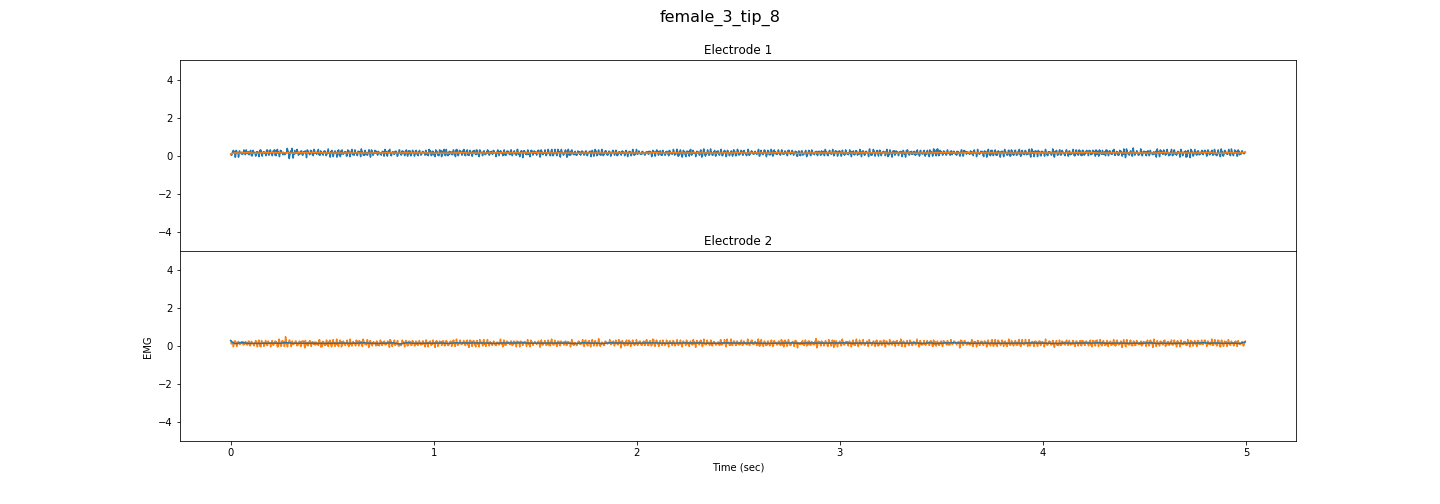 female_3_tip_8
Electrode 1
4
2
0
−2
−4
Electrode 2
4
2
0
−2
−4
EMG
0 1 2 3 4 5
Time (sec)